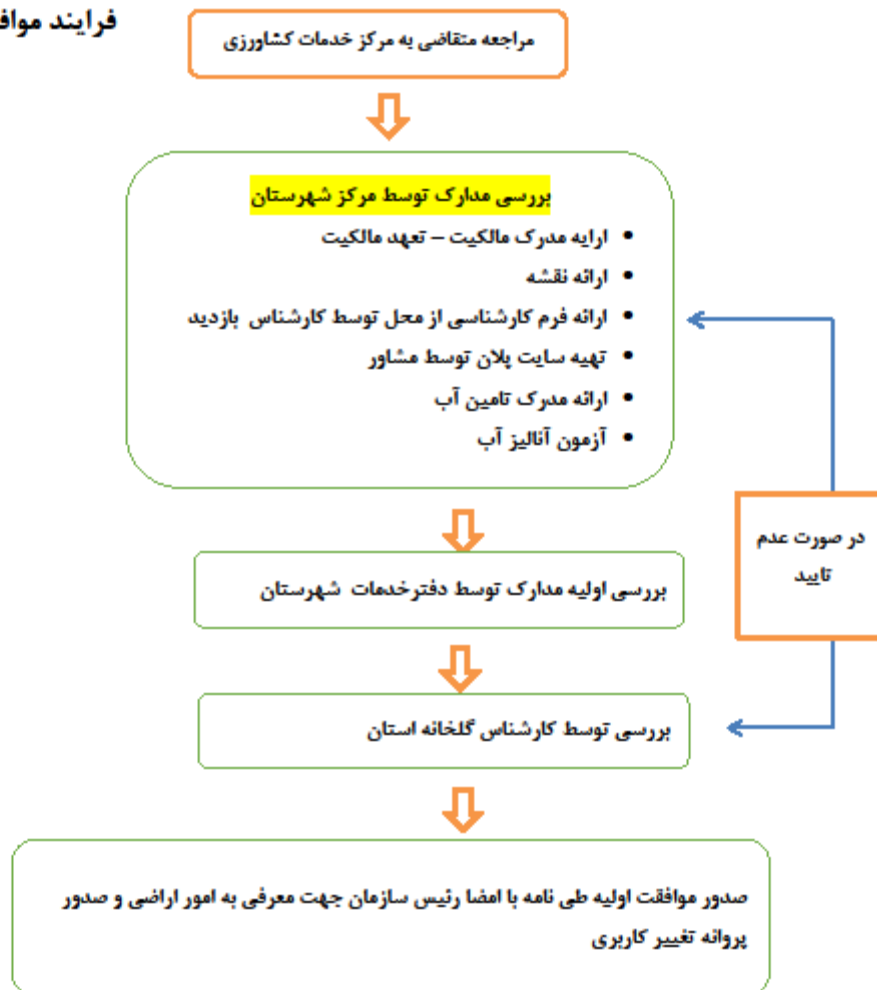 فرایند
مراجعه متقاضی به مرکز خدمات کشاورزی
بررسی مدارک توسط مرکز شهرستان
• ارایه مدرک مالکیت – تعهد مالکیت
• ارائه نقشه
• ارائه فرم کارشناسی از محل توسط کارشناس بازدید
• تهیه سایت پلان توسط مشاور
• ارائه مدرک تامین آب
• آزمون آنالیز آب
در صورت عدم
تایید
بررسی اولیه مدارک توسط دفترخدمات شهرستان
بررسی توسط کارشناس گلخانه استان
صدور موافقت اولیه طی نامه با امضا رئیس سازمان جهت معرفی به امور اراضی و صدور
پروانه تغییر کاربری